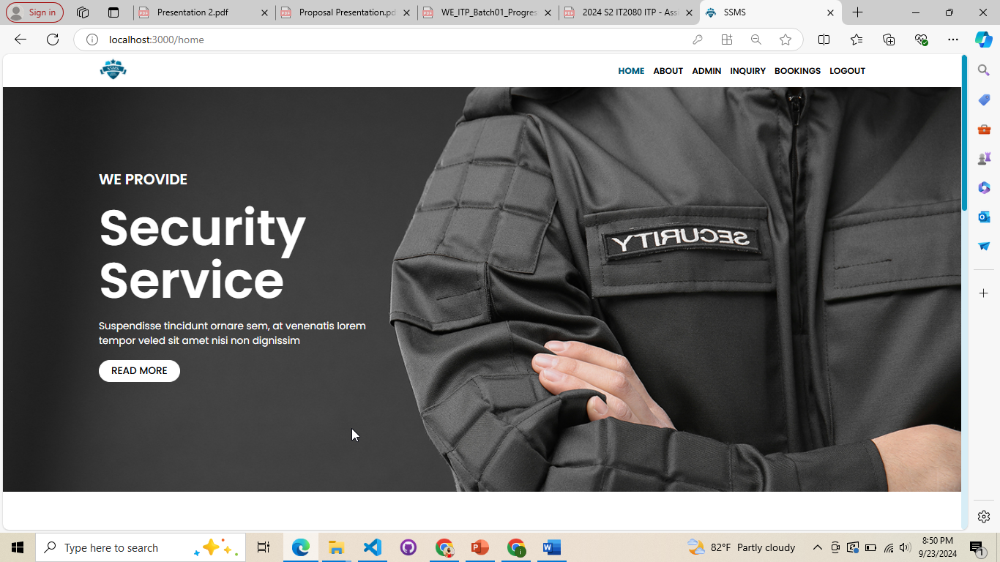 Sign in
Presentation 2.pdf
Proposal Presentation.pd
WE_ITP_Batch01_Progres
2024 S2 IT2080 ITP - Ass
SSMS
localhost:3000/home
SSMS
HOME
ABOUT
ADMIN
INQUIRY
BOOKINGS
LOGOUT
WE PROVIDE
Security
Service
SECURITY
Suspendisse tincidunt ornare sem, at venenatis lorem
tempor veled sit amet nisi non dignissim
READ MORE
Type here to search
82°F Partly cloudy
8:50 PM
9/23/2024
1